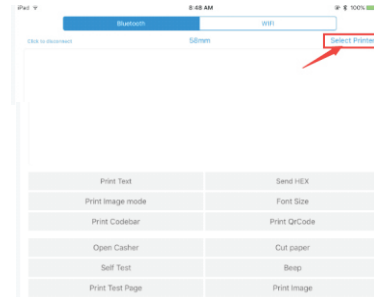 iPad 8:48 AM 100%
Bluetooth WIFI
Click to disconnect 58mm Select Printer
Print Text Send HEX
Print Image mode Font Size
Print Codebar Print QrCode
Open Casher Cut paper
Self Test Beep
Print Test Page Print Image